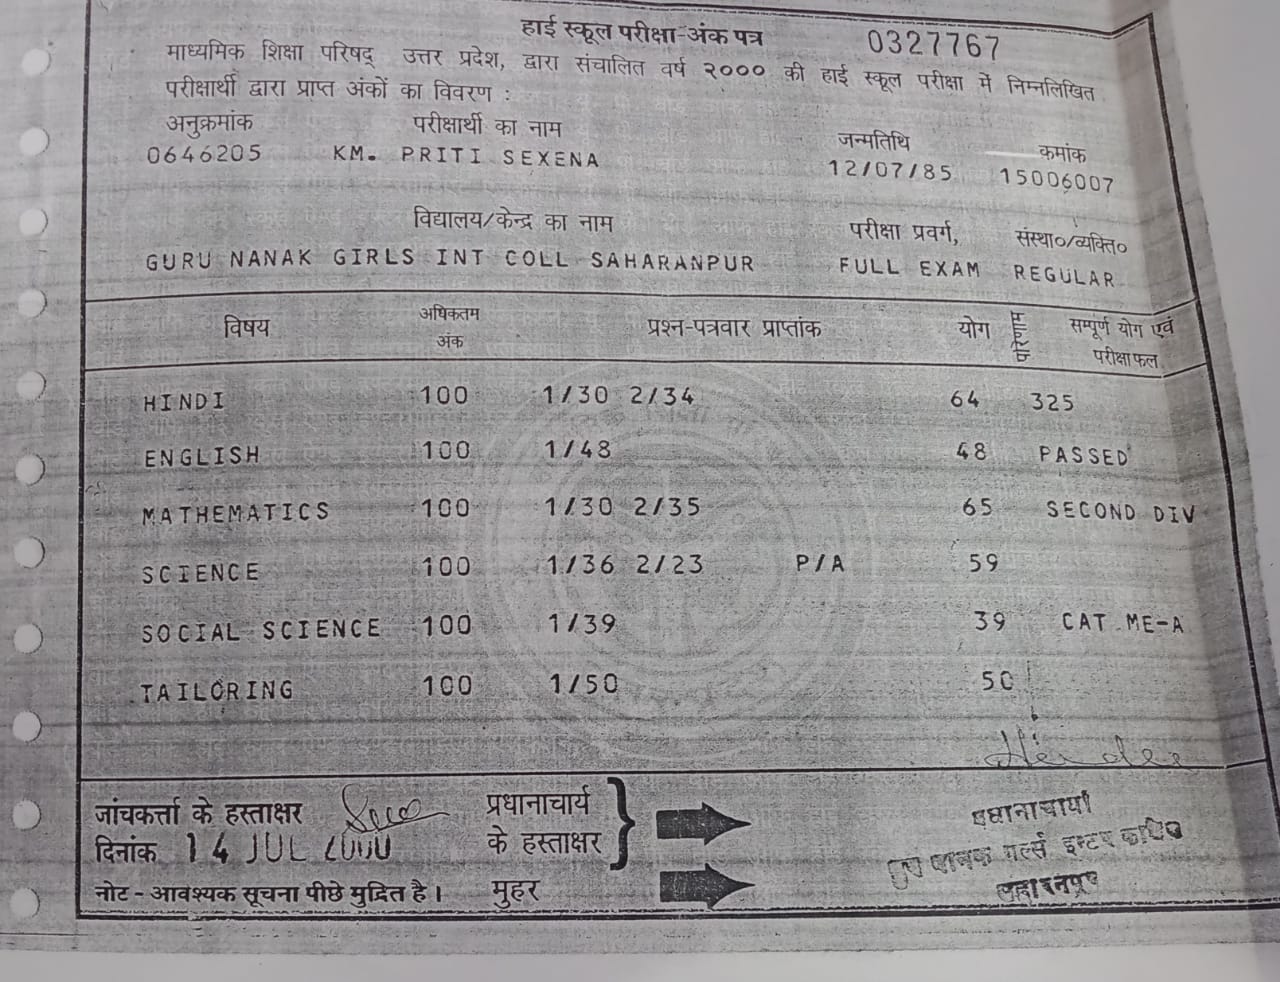 हाई स्कूल परीक्षा-अंक पत्र 0327767
माध्यमिक शिक्षा परिषद् उत्तर प्रदेश, द्वारा संचालित वर्ष २००० की हाई स्कूल परीक्षा में निम्नलिखित
परीक्षार्थी द्वारा प्राप्त अंकों का विवरण :
अनुक्रमांक परीक्षार्थी का नाम जन्मतिथि कमांक
0646205 KM. PRITI SEXENA 12/07/85 15006007
विद्यालय/केन्द्र का नाम परीक्षा प्रवर्ग, संस्था०/व्यक्ति०
GURU NANAK GIRLS INT COLL SAHARANPUR FULL EXAM REGULAR
विषय अधिकतम अंक प्रश्न-पत्रवार प्राप्तांक योग सम्पूर्ण योग एवं परीक्षाफल
HINDI 100 1/30 2/34 64 325
ENGLISH 100 1/48 48 PASSED
MATHEMATICS 100 1/30 2/35 65 SECOND DIV
SCIENCE 100 1/36 2/23 P/A 59
SOCIAL SCIENCE 100 1/39 39 CAT ME-A
TAILORING 100 1/50 50
जांचकर्त्ता के हस्ताक्षर प्रधानाचार्य
दिनांक 14 JUL 2000 के हस्ताक्षर
नोट - आवश्यक सूचना पीछे मुद्रित है। मुहर
प्रधानाचार्या
गर्ल्स इन्टर